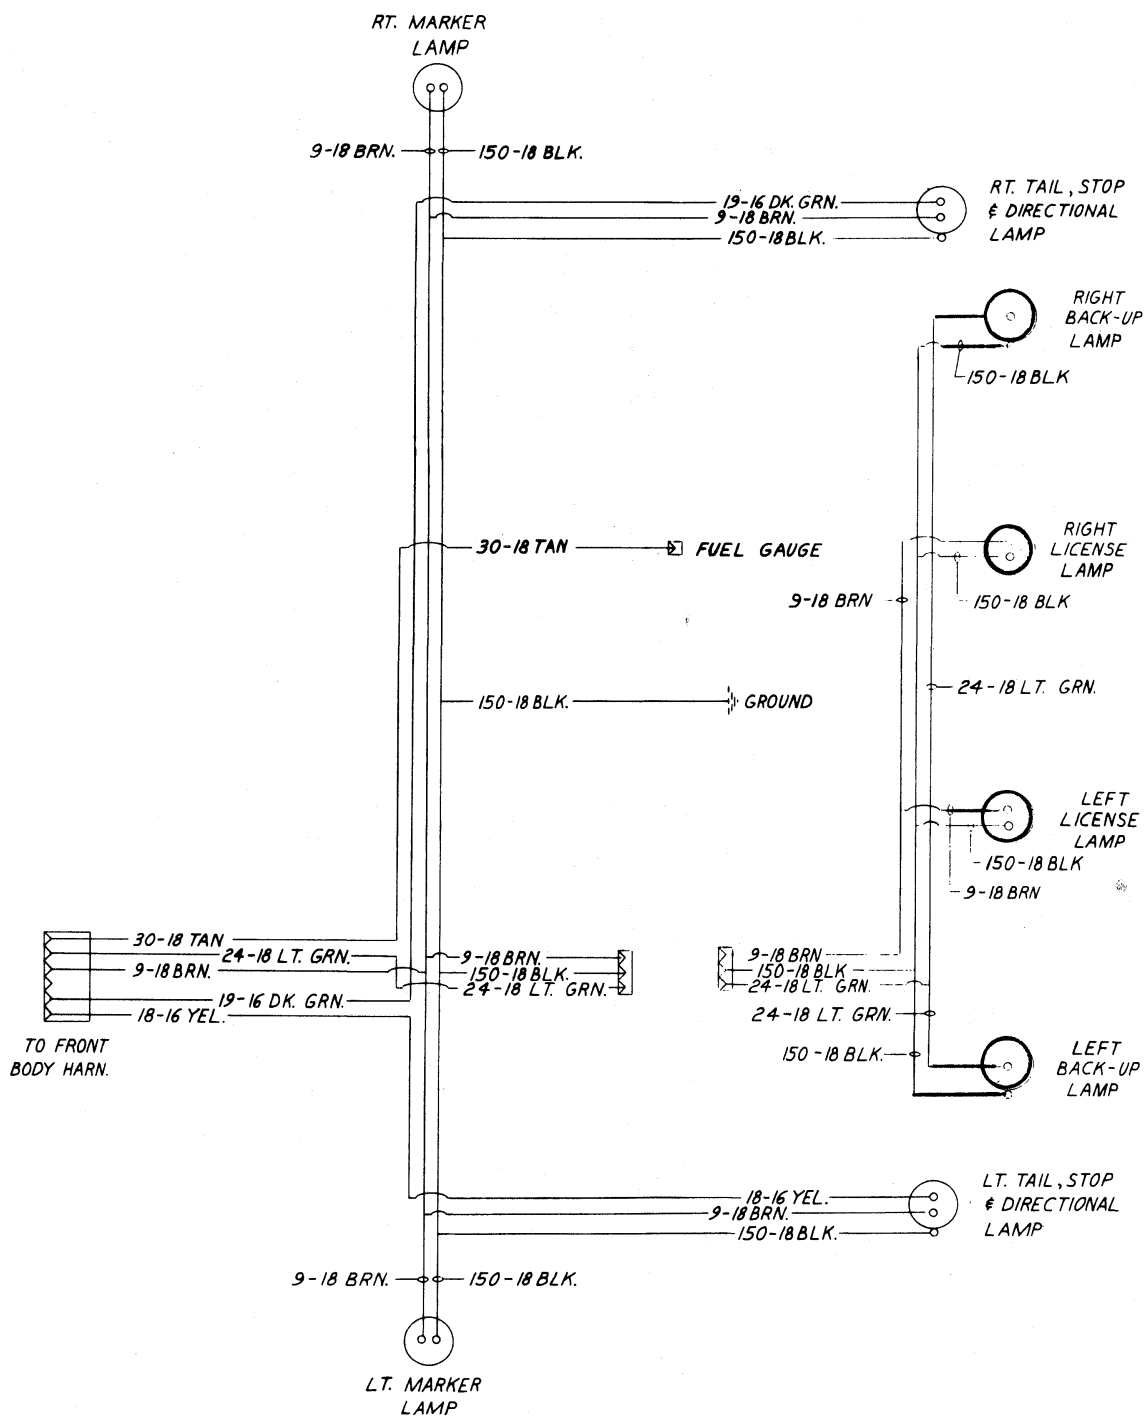 RT. MARKER
LAMP
9-18 BRN.
150-18 BLK.
19-16 DK. GRN.
9-18 BRN.
150-18 BLK.
RT. TAIL, STOP
& DIRECTIONAL
LAMP
RIGHT
BACK-UP
LAMP
150-18 BLK
30-18 TAN
FUEL GAUGE
RIGHT
LICENSE
LAMP
9-18 BRN
150-18 BLK
24-18 LT. GRN.
150-18 BLK.
GROUND
LEFT
LICENSE
LAMP
150-18 BLK
9-18 BRN
30-18 TAN
24-18 LT. GRN.
9-18 BRN.
19-16 DK. GRN.
18-16 YEL.
TO FRONT
BODY HARN.
9-18 BRN.
150-18 BLK.
24-18 LT. GRN.
9-18 BRN
150-18 BLK
24-18 LT. GRN.
24-18 LT. GRN.
150-18 BLK.
LEFT
BACK-UP
LAMP
18-16 YEL.
9-18 BRN.
150-18 BLK.
LT. TAIL, STOP
& DIRECTIONAL
LAMP
9-18 BRN.
150-18 BLK.
LT. MARKER
LAMP